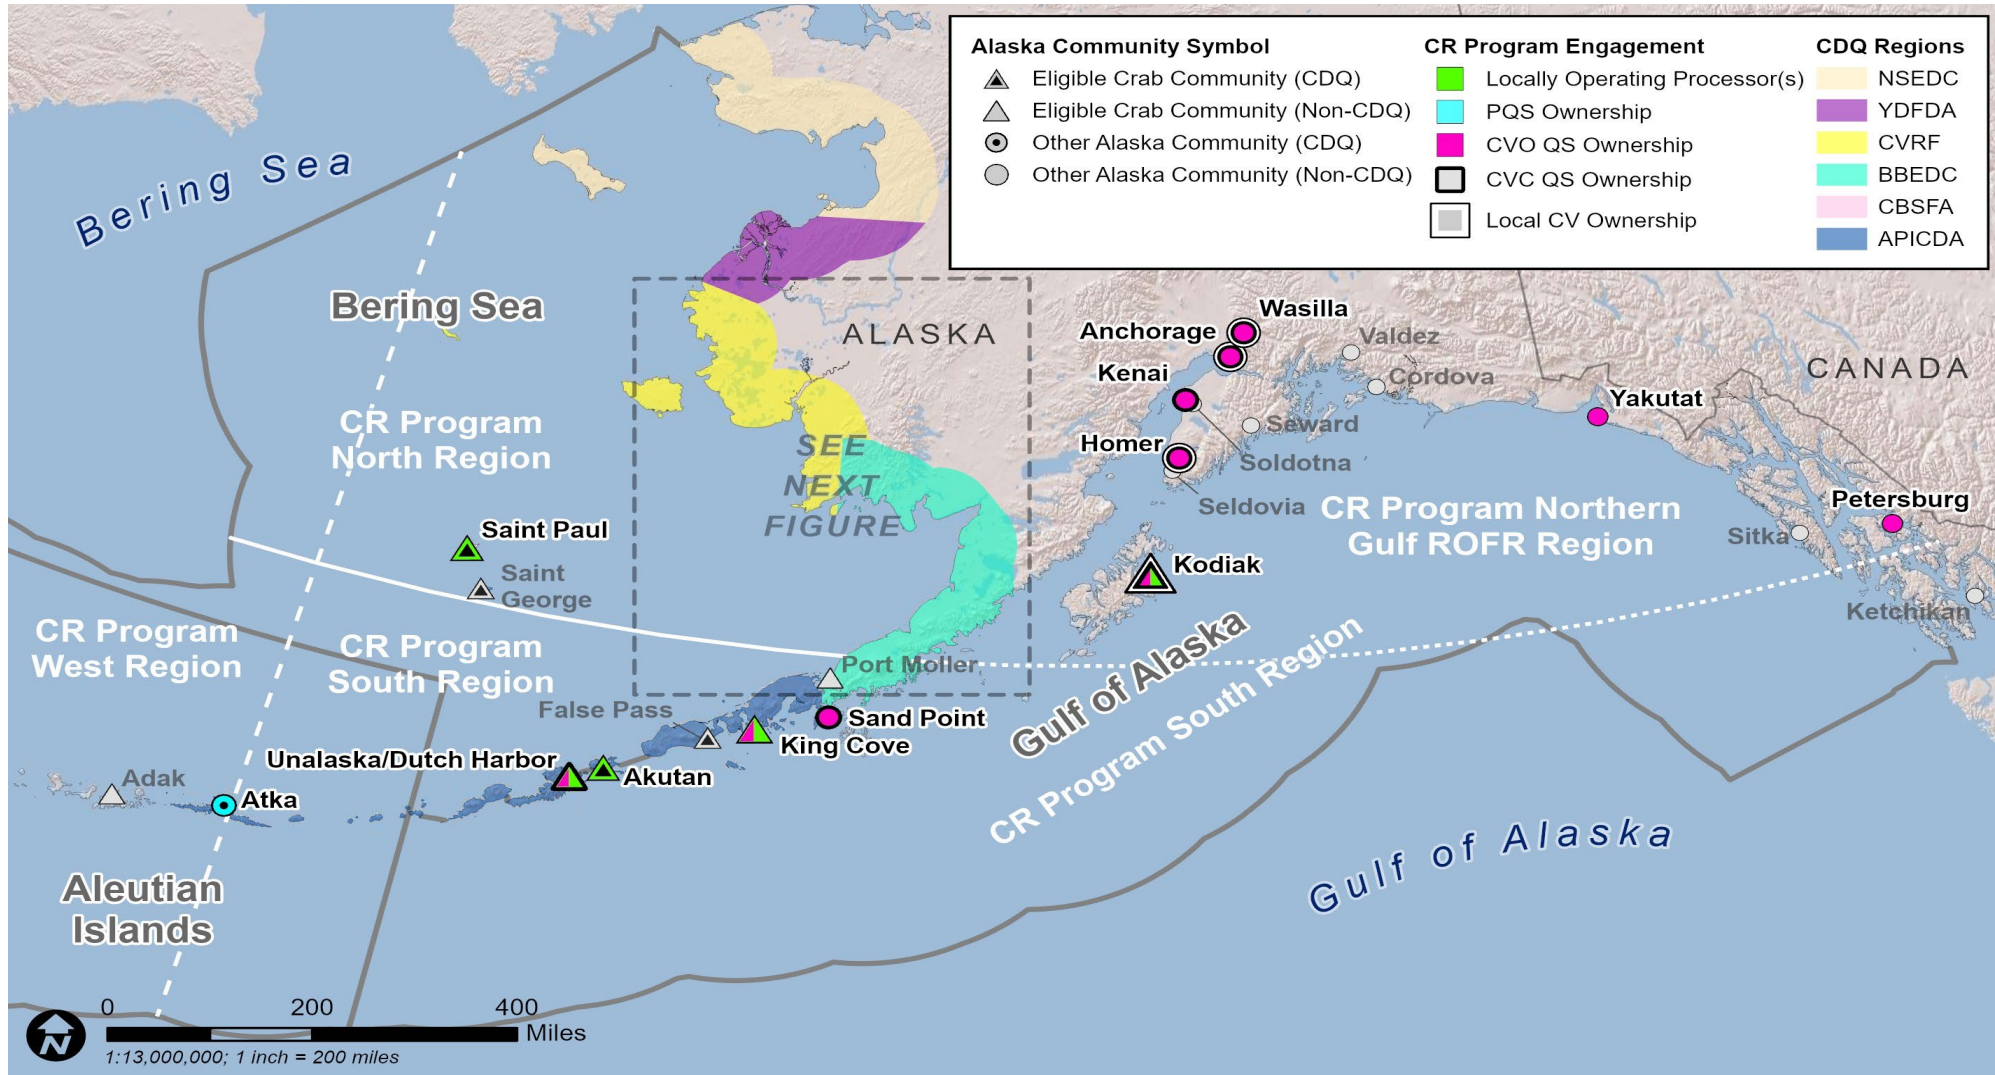 Alaska Community Symbol
Eligible Crab Community (CDQ)
Eligible Crab Community (Non-CDQ)
Other Alaska Community (CDQ)
Other Alaska Community (Non-CDQ)
CR Program Engagement
Locally Operating Processor(s)
PQS Ownership
CVO QS Ownership
CVC QS Ownership
Local CV Ownership
CDQ Regions
NSEDC
YDFDA
CVRF
BBEDC
CBSFA
APICDA
Bering Sea
Bering Sea
ALASKA
CANADA
Wasilla
Anchorage
Kenai
Homer
Valdez
Cordova
Seward
Soldotna
Seldovia
Yakutat
Petersburg
Sitka
Ketchikan
CR Program
North Region
SEE
NEXT
FIGURE
CR Program Northern
Gulf ROFR Region
Saint Paul
Saint
George
Kodiak
CR Program
West Region
CR Program
South Region
Port Moller
False Pass
Sand Point
King Cove
Unalaska/Dutch Harbor
Akutan
Adak
Atka
Gulf of Alaska
CR Program South Region
Gulf of Alaska
Aleutian
Islands
0 200 400
Miles
N
1:13,000,000; 1 inch = 200 miles